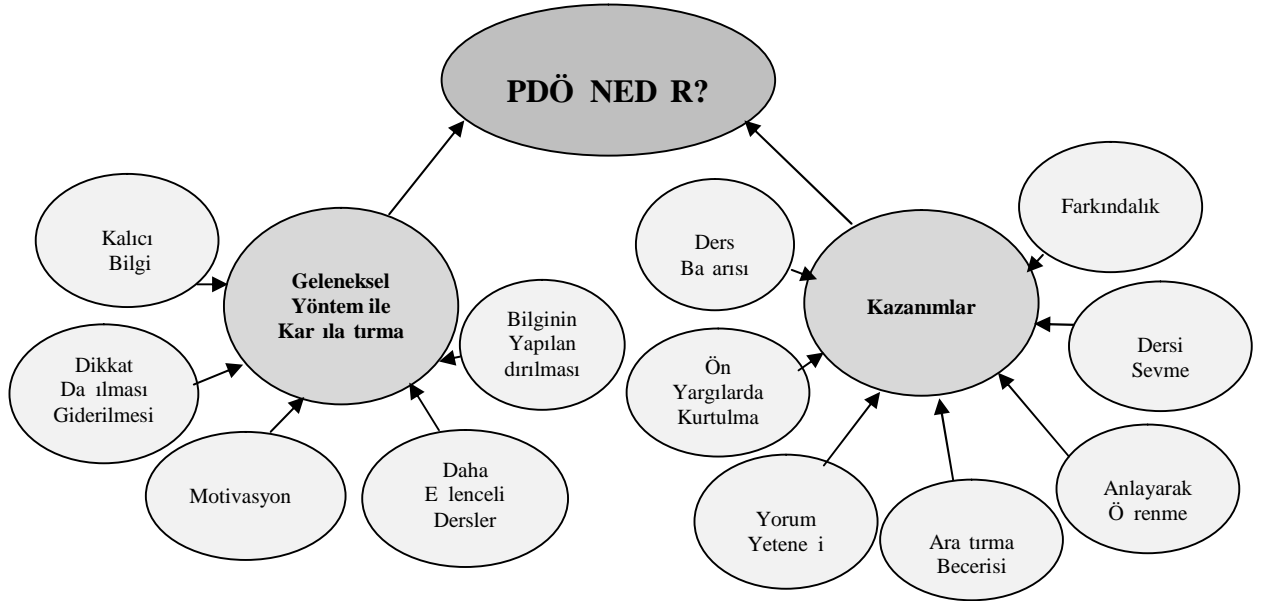 PDÖ NED R?
Kalıcı
Bilgi
Geleneksel
Yöntem ile
Kar ıla tırma
Bilginin
Yapılan
dırılması
Dikkat
Da ılması
Giderilmesi
Motivasyon
Daha
E lenceli
Dersler
Ders
Ba arısı
Farkındalık
Kazanımlar
Ön
Yargılarda
Kurtulma
Dersi
Sevme
Yorum
Yetene i
Ara tırma
Becerisi
Anlayarak
Ö renme